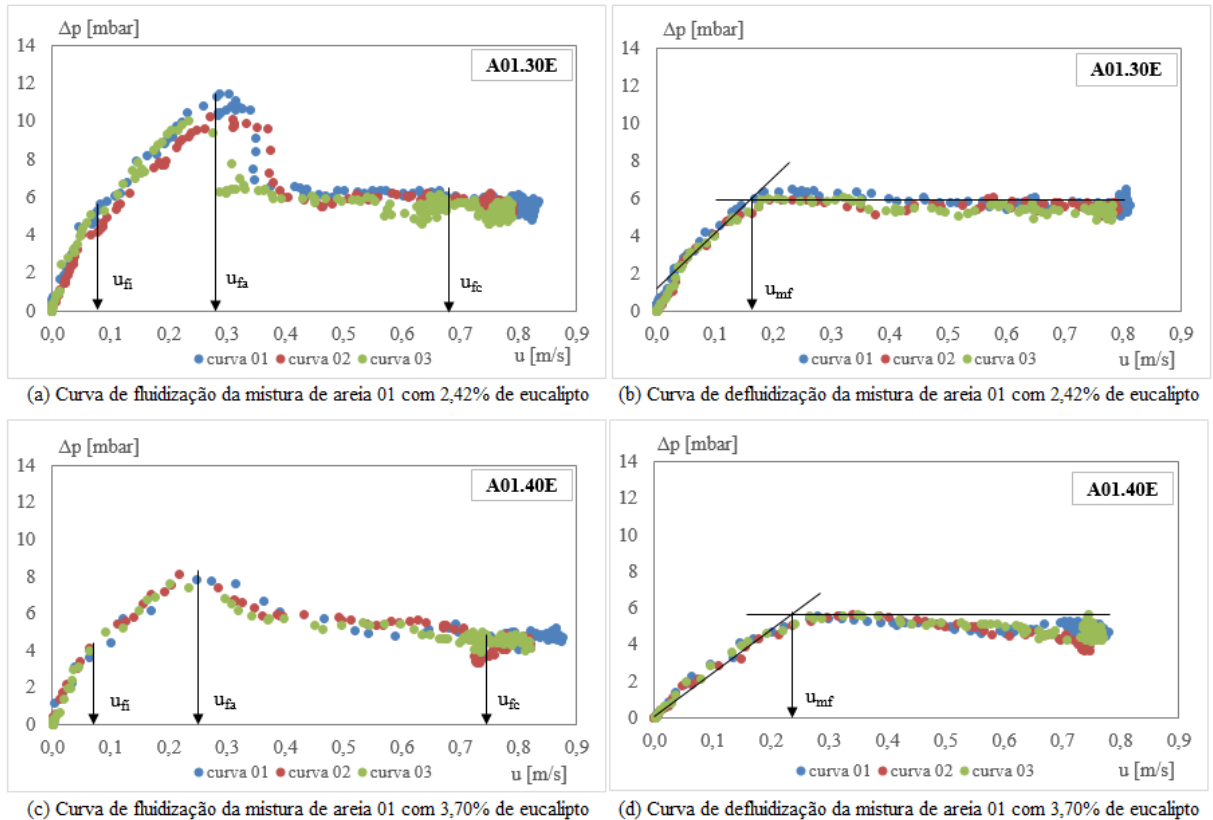 Δp [mbar]
A01.30E
14
12
10
8
6
4
2
0
u_fi
u_fa
u_fc
0,0 0,1 0,2 0,3 0,4 0,5 0,6 0,7 0,8 0,9
u [m/s]
curva 01 curva 02 curva 03
(a) Curva de fluidização da mistura de areia 01 com 2,42% de eucalipto
Δp [mbar]
A01.30E
14
12
10
8
6
4
2
0
u_mf
0,0 0,1 0,2 0,3 0,4 0,5 0,6 0,7 0,8 0,9
u [m/s]
curva 01 curva 02 curva 03
(b) Curva de defluidização da mistura de areia 01 com 2,42% de eucalipto
Δp [mbar]
A01.40E
14
12
10
8
6
4
2
0
u_fi
u_fa
u_fc
0,0 0,1 0,2 0,3 0,4 0,5 0,6 0,7 0,8 0,9
u [m/s]
curva 01 curva 02 curva 03
(c) Curva de fluidização da mistura de areia 01 com 3,70% de eucalipto
Δp [mbar]
A01.40E
14
12
10
8
6
4
2
0
u_mf
0,0 0,1 0,2 0,3 0,4 0,5 0,6 0,7 0,8 0,9
u [m/s]
curva 01 curva 02 curva 03
(d) Curva de defluidização da mistura de areia 01 com 3,70% de eucalipto